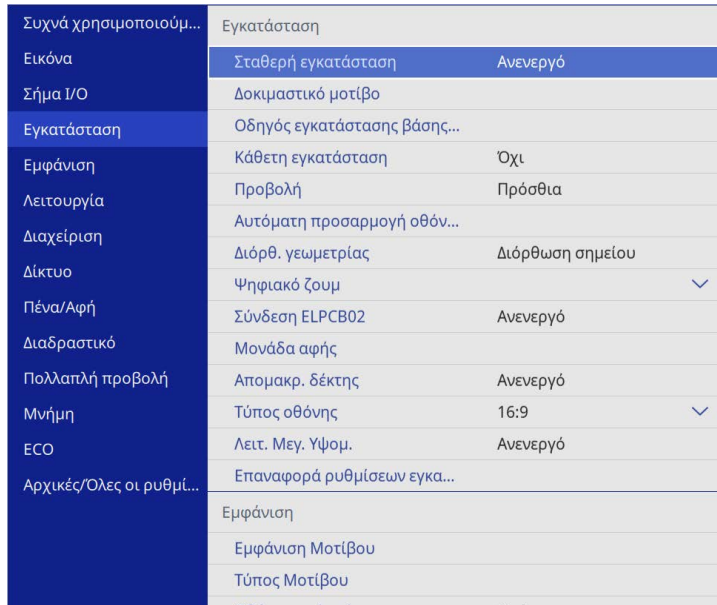 Συχνά χρησιμοποιούμ...
Εικόνα
Σήμα I/O
Εγκατάσταση
Εμφάνιση
Λειτουργία
Διαχείριση
Δίκτυο
Πένα/Αφή
Διαδραστικό
Πολλαπλή προβολή
Μνήμη
ECO
Αρχικές/Όλες οι ρυθμί...
Εγκατάσταση
Σταθερή εγκατάσταση Ανενεργό
Δοκιμαστικό μοτίβο
Οδηγός εγκατάστασης βάσης...
Κάθετη εγκατάσταση Όχι
Προβολή Πρόσθια
Αυτόματη προσαρμογή οθόν...
Διόρθ. γεωμετρίας Διόρθωση σημείου
Ψηφιακό ζουμ
Σύνδεση ELPCB02 Ανενεργό
Μονάδα αφής
Απομακρ. δέκτης Ανενεργό
Τύπος οθόνης 16:9
Λειτ. Μεγ. Υψομ. Ανενεργό
Επαναφορά ρυθμίσεων εγκα...
Εμφάνιση
Εμφάνιση Μοτίβου
Τύπος Μοτίβου